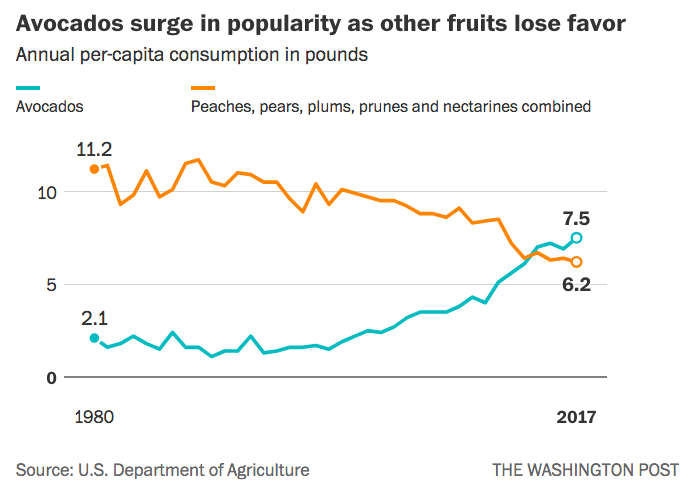 Avocados surge in popularity as other fruits lose favor
Annual per-capita consumption in pounds
Avocados
Peaches, pears, plums, prunes and nectarines combined
11.2
10
7.5
5
6.2
2.1
0
1980
2017
Source: U.S. Department of Agriculture
THE WASHINGTON POST